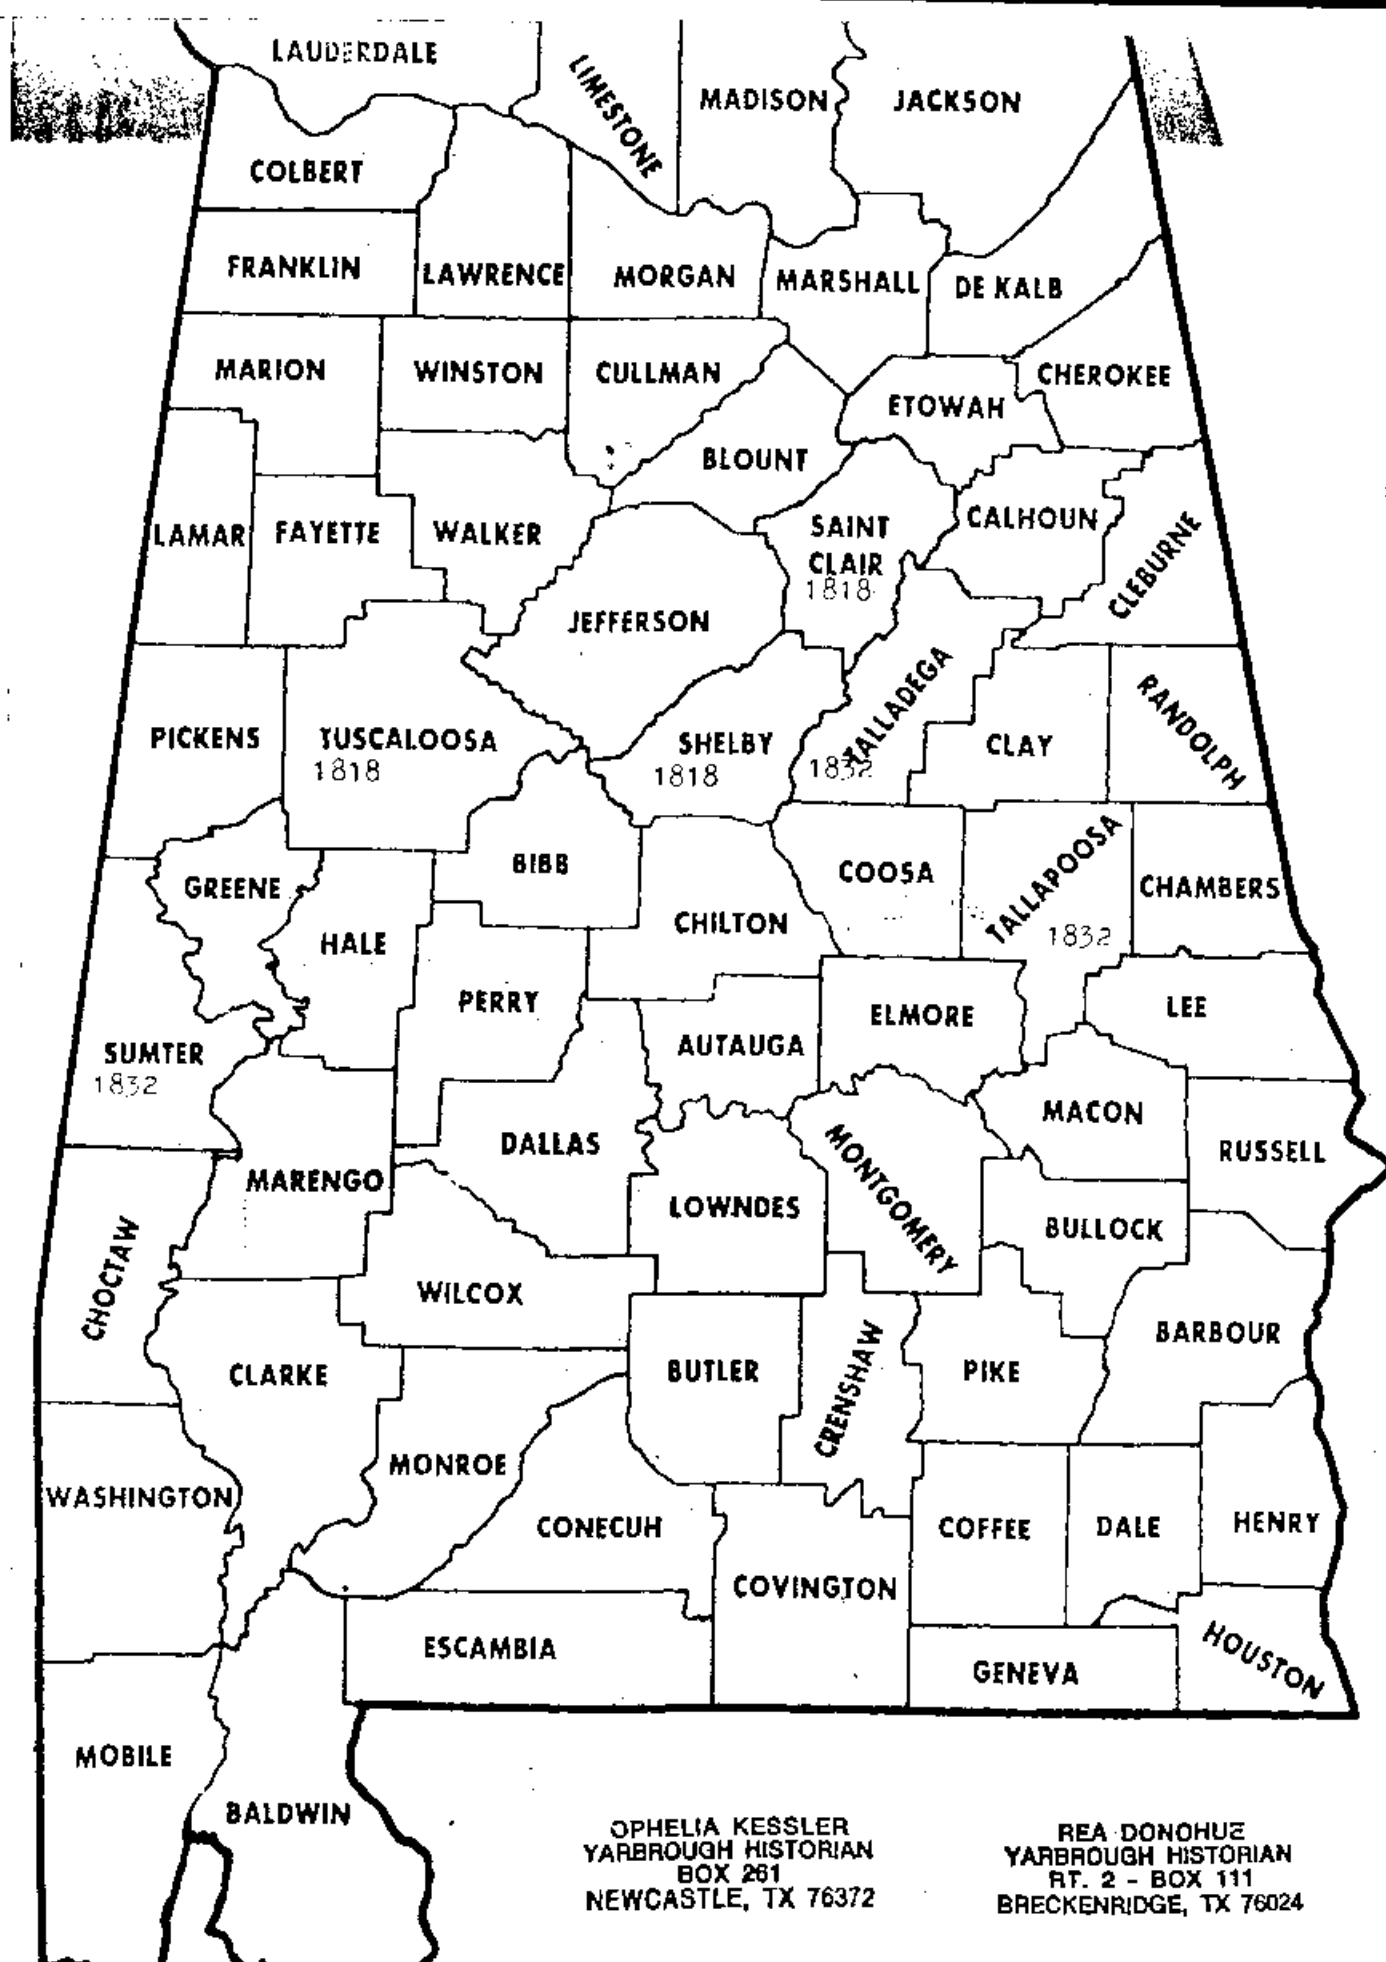 LAUDERDALE
LIMESTONE
MADISON
JACKSON
COLBERT
FRANKLIN
LAWRENCE
MORGAN
MARSHALL
DE KALB
MARION
WINSTON
CULLMAN
CHEROKEE
ETOWAH
BLOUNT
LAMAR
FAYETTE
WALKER
SAINT
CLAIR
1818
CALHOUN
CLEBURNE
JEFFERSON
PICKENS
TUSCALOOSA
1818
SHELBY
1818
TALLADEGA
1832
CLAY
RANDOLPH
GREENE
BIBB
COOSA
TALLAPOOSA
1832
CHAMBERS
HALE
CHILTON
PERRY
AUTAUGA
ELMORE
LEE
SUMTER
1832
MACON
DALLAS
MONTGOMERY
RUSSELL
MARENGO
LOWNDES
BULLOCK
CHOCTAW
WILCOX
BARBOUR
CLARKE
BUTLER
CRENSHAW
PIKE
MONROE
WASHINGTON
CONECUH
COFFEE
DALE
HENRY
COVINGTON
ESCAMBIA
GENEVA
HOUSTON
MOBILE
BALDWIN
OPHELIA KESSLER
YARBROUGH HISTORIAN
BOX 261
NEWCASTLE, TX 76372
REA DONOHUE
YARBROUGH HISTORIAN
RT. 2 - BOX 111
BRECKENRIDGE, TX 76024